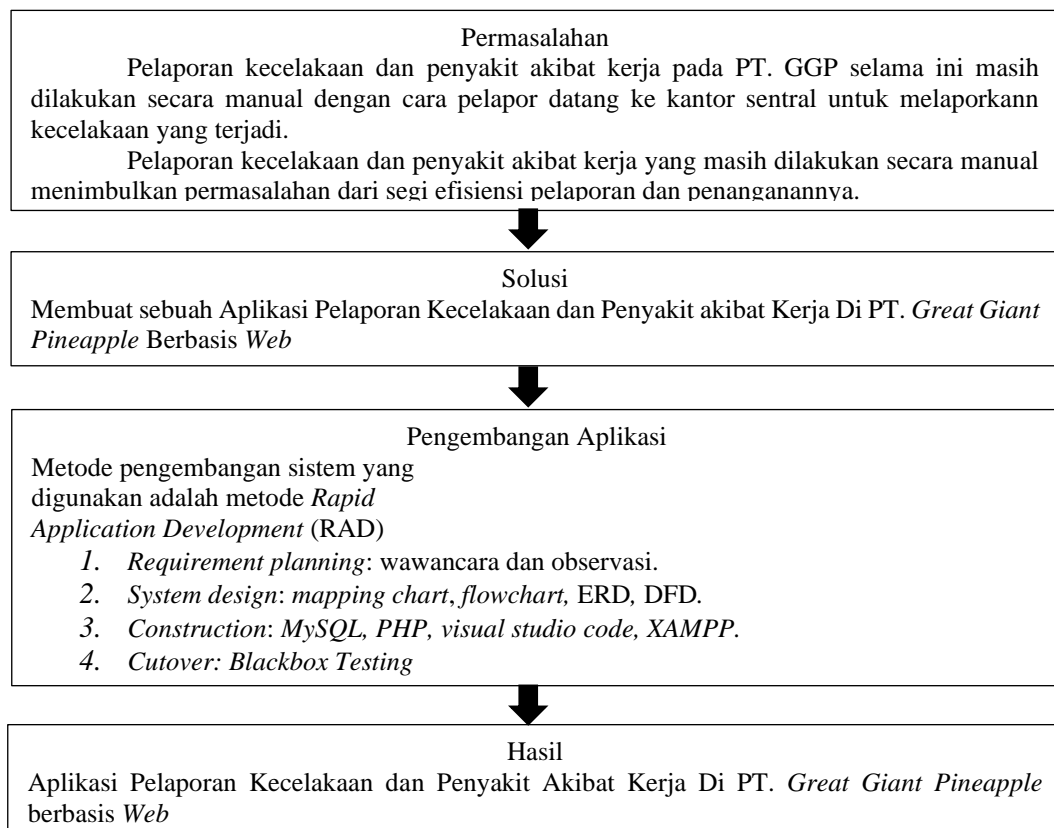 Permasalahan
Pelaporan kecelakaan dan penyakit akibat kerja pada PT. GGP selama ini masih
dilakukan secara manual dengan cara pelapor datang ke kantor sentral untuk melaporkann
kecelakaan yang terjadi.
Pelaporan kecelakaan dan penyakit akibat kerja yang masih dilakukan secara manual
menimbulkan permasalahan dari segi efisiensi pelaporan dan penanganannya.
Solusi
Membuat sebuah Aplikasi Pelaporan Kecelakaan dan Penyakit akibat Kerja Di PT. Great Giant
Pineapple Berbasis Web
Pengembangan Aplikasi
Metode pengembangan sistem yang
digunakan adalah metode Rapid
Application Development (RAD)
1. Requirement planning: wawancara dan observasi.
2. System design: mapping chart, flowchart, ERD, DFD.
3. Construction: MySQL, PHP, visual studio code, XAMPP.
4. Cutover: Blackbox Testing
Hasil
Aplikasi Pelaporan Kecelakaan dan Penyakit Akibat Kerja Di PT. Great Giant Pineapple
berbasis Web